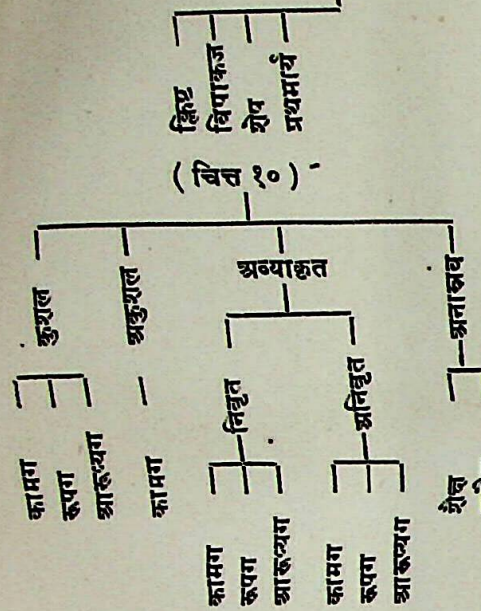 क्लिष्ट
विपाकज
शेष
प्रथमार्य
( चित्त १० )
कुशल
अकुशल
अव्याकृत
अनास्रव
निवृत
अनिवृत
कामग
रूपग
आरूप्यग
कामग
कामग
रूपग
आरूप्यग
कामग
रूपग
आरूप्यग
शैक्ष